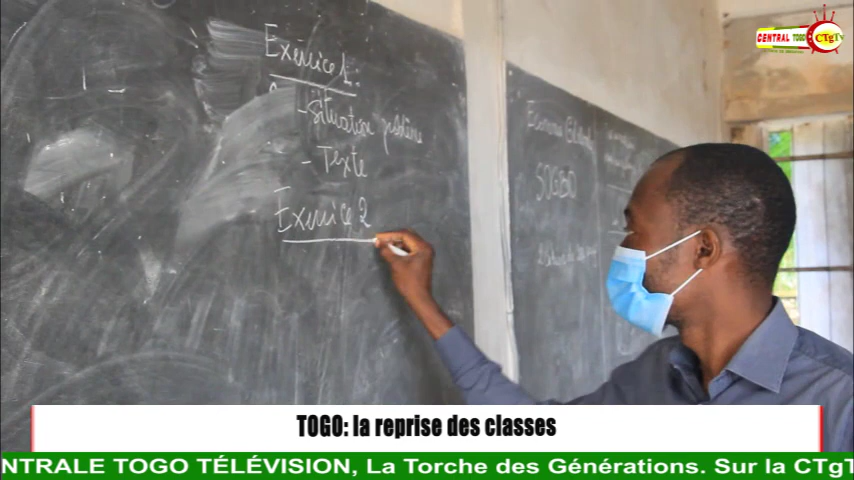 CENTRAL TOGO CTgTv
Exercice 1:
- Situation problème
- Texte
Exercice 2
SOGBO
TOGO: la reprise des classes
NTRALE TOGO TÉLÉVISION, La Torche des Générations. Sur la CTgT